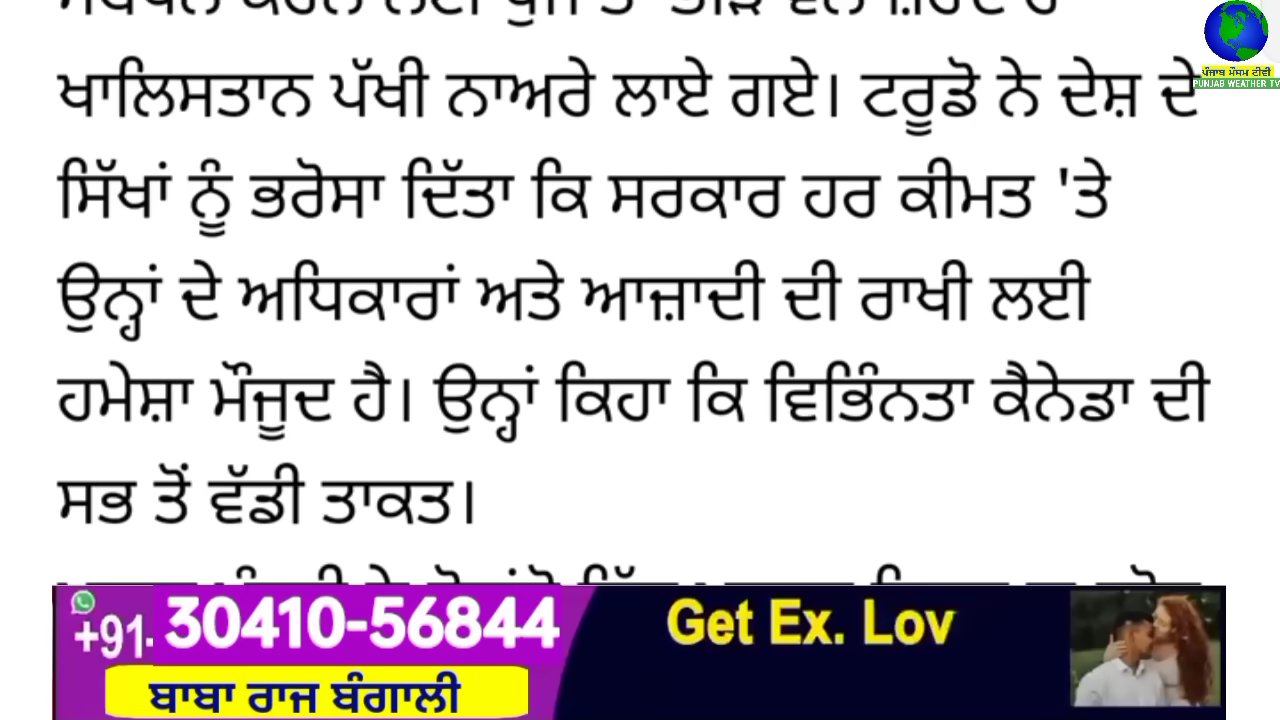 ਖਾਲਿਸਤਾਨ ਪੱਖੀ ਨਾਅਰੇ ਲਾਏ ਗਏ। ਟਰੂਡੋ ਨੇ ਦੇਸ਼ ਦੇ
ਸਿੱਖਾਂ ਨੂੰ ਭਰੋਸਾ ਦਿੱਤਾ ਕਿ ਸਰਕਾਰ ਹਰ ਕੀਮਤ 'ਤੇ
ਉਨ੍ਹਾਂ ਦੇ ਅਧਿਕਾਰਾਂ ਅਤੇ ਆਜ਼ਾਦੀ ਦੀ ਰਾਖੀ ਲਈ
ਹਮੇਸ਼ਾ ਮੌਜੂਦ ਹੈ। ਉਨ੍ਹਾਂ ਕਿਹਾ ਕਿ ਵਿਭਿੰਨਤਾ ਕੈਨੇਡਾ ਦੀ
ਸਭ ਤੋਂ ਵੱਡੀ ਤਾਕਤ।
ਪੰਜਾਬ ਮੌਸਮ ਟੀਵੀ
PUNJAB WEATHER TV
+91- 30410-56844
ਬਾਬਾ ਰਾਜ ਬੰਗਾਲੀ
Get Ex. Lov